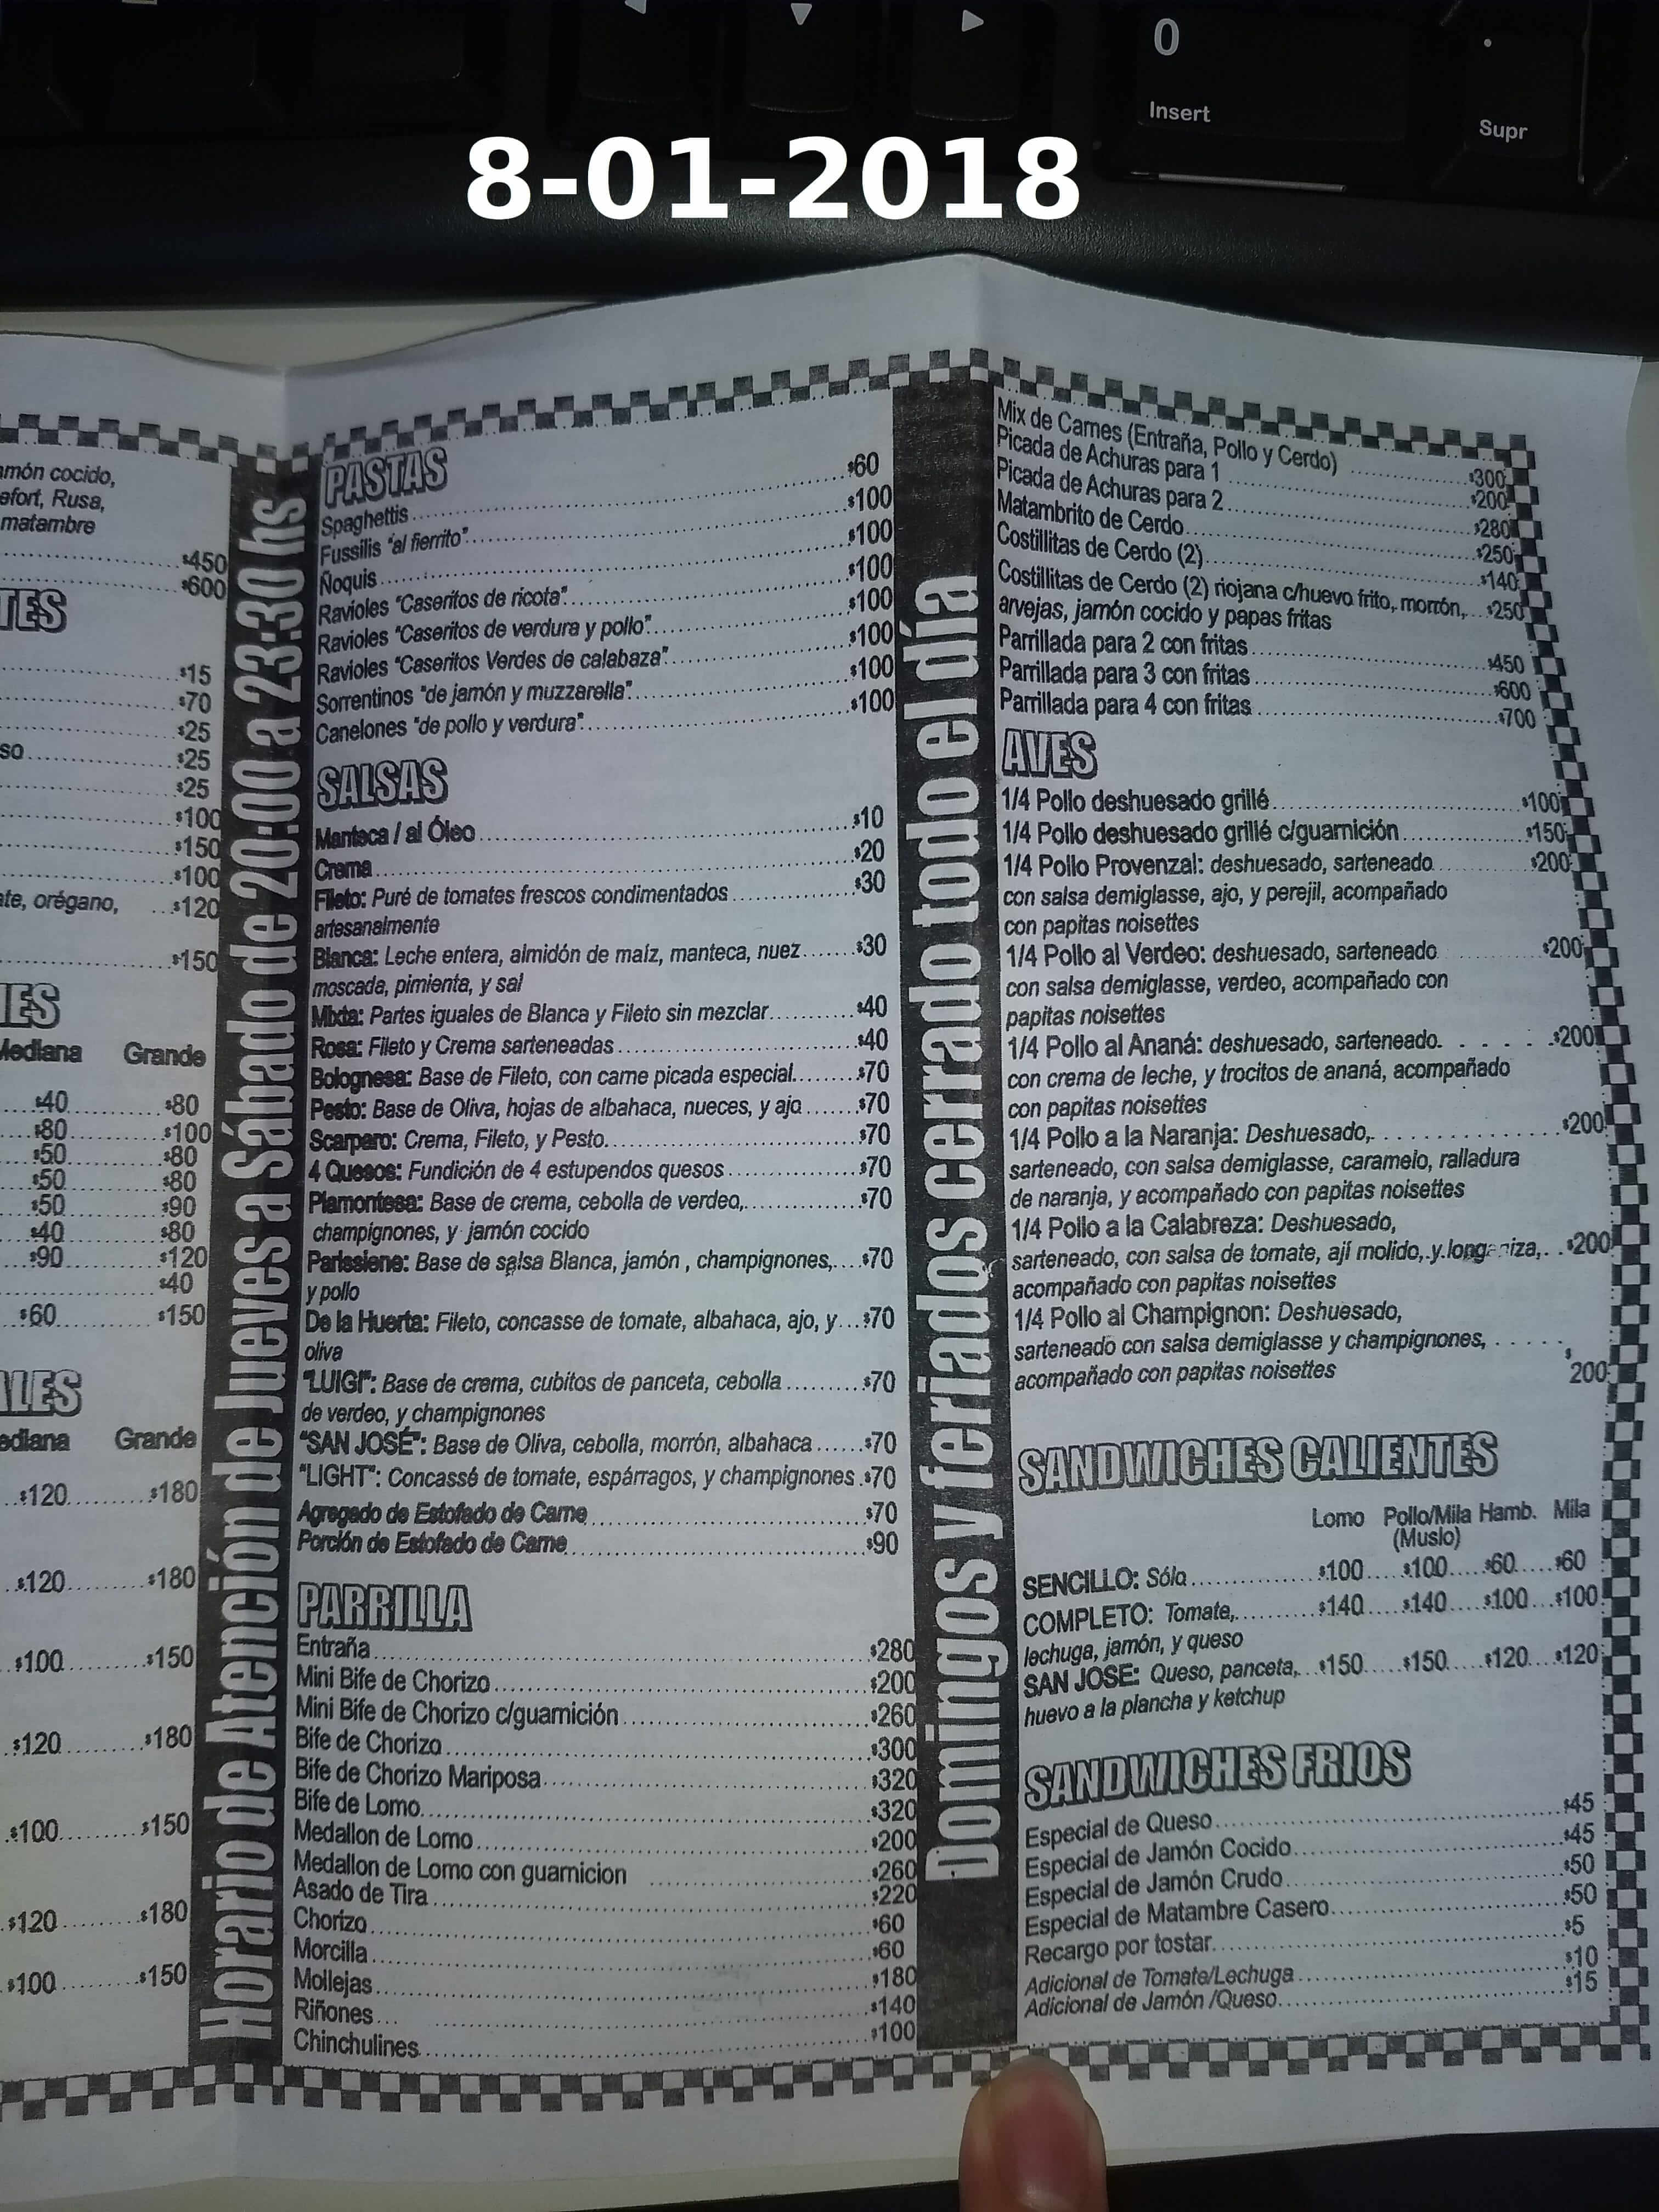 0
Insert
Supr
8-01-2018
cocido,
Rusa,
matambre
$450
$600
$15
$70
$25
$25
$25
$100
$150
$100
orégano, ...$120
$150
Mediana Grande
$40 $80
$80 $100
$50 $80
$50 $80
$50 $90
$40 $80
$90 $120
$40
$60 $150
Grande
$120 $180
$120 $180
$100 $150
$120 $180
$100 $150
$120 $180
$100 $150
Horario de Atención de Jueves a Sábado de 20:00 a 23:30 hs
PASTAS
Spaghettis $60
Fussilis "al fierrito" $100
Ñoquis $100
Ravioles "Caseritos de ricota" $100
Ravioles "Caseritos de verdura y pollo" $100
Ravioles "Caseritos Verdes de calabaza" $100
Sorrentinos "de jamón y muzzarella" $100
Canelones "de pollo y verdura" $100
SALSAS
Manteca / al Óleo $10
Crema $20
Fileto: Puré de tomates frescos condimentados $30
artesanalmente
Blanca: Leche entera, almidón de maíz, manteca, nuez $30
moscada, pimienta, y sal
Mixta: Partes iguales de Blanca y Fileto sin mezclar $40
Rosa: Fileto y Crema sarteneadas $40
Bolognesa: Base de Fileto, con carne picada especial $70
Pesto: Base de Oliva, hojas de albahaca, nueces, y ajo $70
Scarparo: Crema, Fileto, y Pesto. $70
4 Quesos: Fundición de 4 estupendos quesos $70
Piamontesa: Base de crema, cebolla de verdeo, $70
champignones, y jamón cocido
Parissiene: Base de salsa Blanca, jamón , champignones, $70
y pollo
De la Huerta: Fileto, concasse de tomate, albahaca, ajo, y $70
oliva
"LUIGI": Base de crema, cubitos de panceta, cebolla $70
de verdeo, y champignones
"SAN JOSÉ": Base de Oliva, cebolla, morrón, albahaca $70
"LIGHT": Concassé de tomate, espárragos, y champignones $70
Agregado de Estofado de Carne $70
Porción de Estofado de Carne $90
PARRILLA
Entraña $280
Mini Bife de Chorizo $200
Mini Bife de Chorizo c/guarnición $260
Bife de Chorizo $300
Bife de Chorizo Mariposa $320
Bife de Lomo $320
Medallon de Lomo $200
Medallon de Lomo con guarnicion $260
Asado de Tira $220
Chorizo $60
Morcilla $60
Mollejas $180
Riñones $140
Chinchulines $100
Domingos y feriados cerrado todo el día
Mix de Carnes (Entraña, Pollo y Cerdo) $300
Picada de Achuras para 1 $200
Picada de Achuras para 2 $280
Matambrito de Cerdo $250
Costillitas de Cerdo (2) $140
Costillitas de Cerdo (2) riojana c/huevo frito, morrón, $250
arvejas, jamón cocido y papas fritas
Parrillada para 2 con fritas $450
Parrillada para 3 con fritas $600
Parrillada para 4 con fritas $700
AVES
1/4 Pollo deshuesado grillé $100
1/4 Pollo deshuesado grillé c/guarnición $150
1/4 Pollo Provenzal: deshuesado, sarteneado $200
con salsa demiglasse, ajo, y perejil, acompañado
con papitas noisettes
1/4 Pollo al Verdeo: deshuesado, sarteneado $200
con salsa demiglasse, verdeo, acompañado con
papitas noisettes
1/4 Pollo al Ananá: deshuesado, sarteneado. $200
con crema de leche, y trocitos de ananá, acompañado
con papitas noisettes
1/4 Pollo a la Naranja: Deshuesado, $200
sarteneado, con salsa demiglasse, caramelo, ralladura
de naranja, y acompañado con papitas noisettes
1/4 Pollo a la Calabreza: Deshuesado,
sarteneado, con salsa de tomate, ají molido, y longaniza, $200
acompañado con papitas noisettes
1/4 Pollo al Champignon: Deshuesado,
sarteneado con salsa demiglasse y champignones, $
acompañado con papitas noisettes 200
SANDWICHES CALIENTES
Lomo Pollo/Mila Hamb. Mila
(Muslo)
SENCILLO: Sólo $100 $100 $60 $60
COMPLETO: Tomate, $140 $140 $100 $100
lechuga, jamón, y queso
SAN JOSE: Queso, panceta, $150 $150 $120 $120
huevo a la plancha y ketchup
SANDWICHES FRIOS
Especial de Queso $45
Especial de Jamón Cocido $45
Especial de Jamón Crudo $50
Especial de Matambre Casero $50
Recargo por tostar $5
Adicional de Tomate/Lechuga $10
Adicional de Jamón /Queso $15